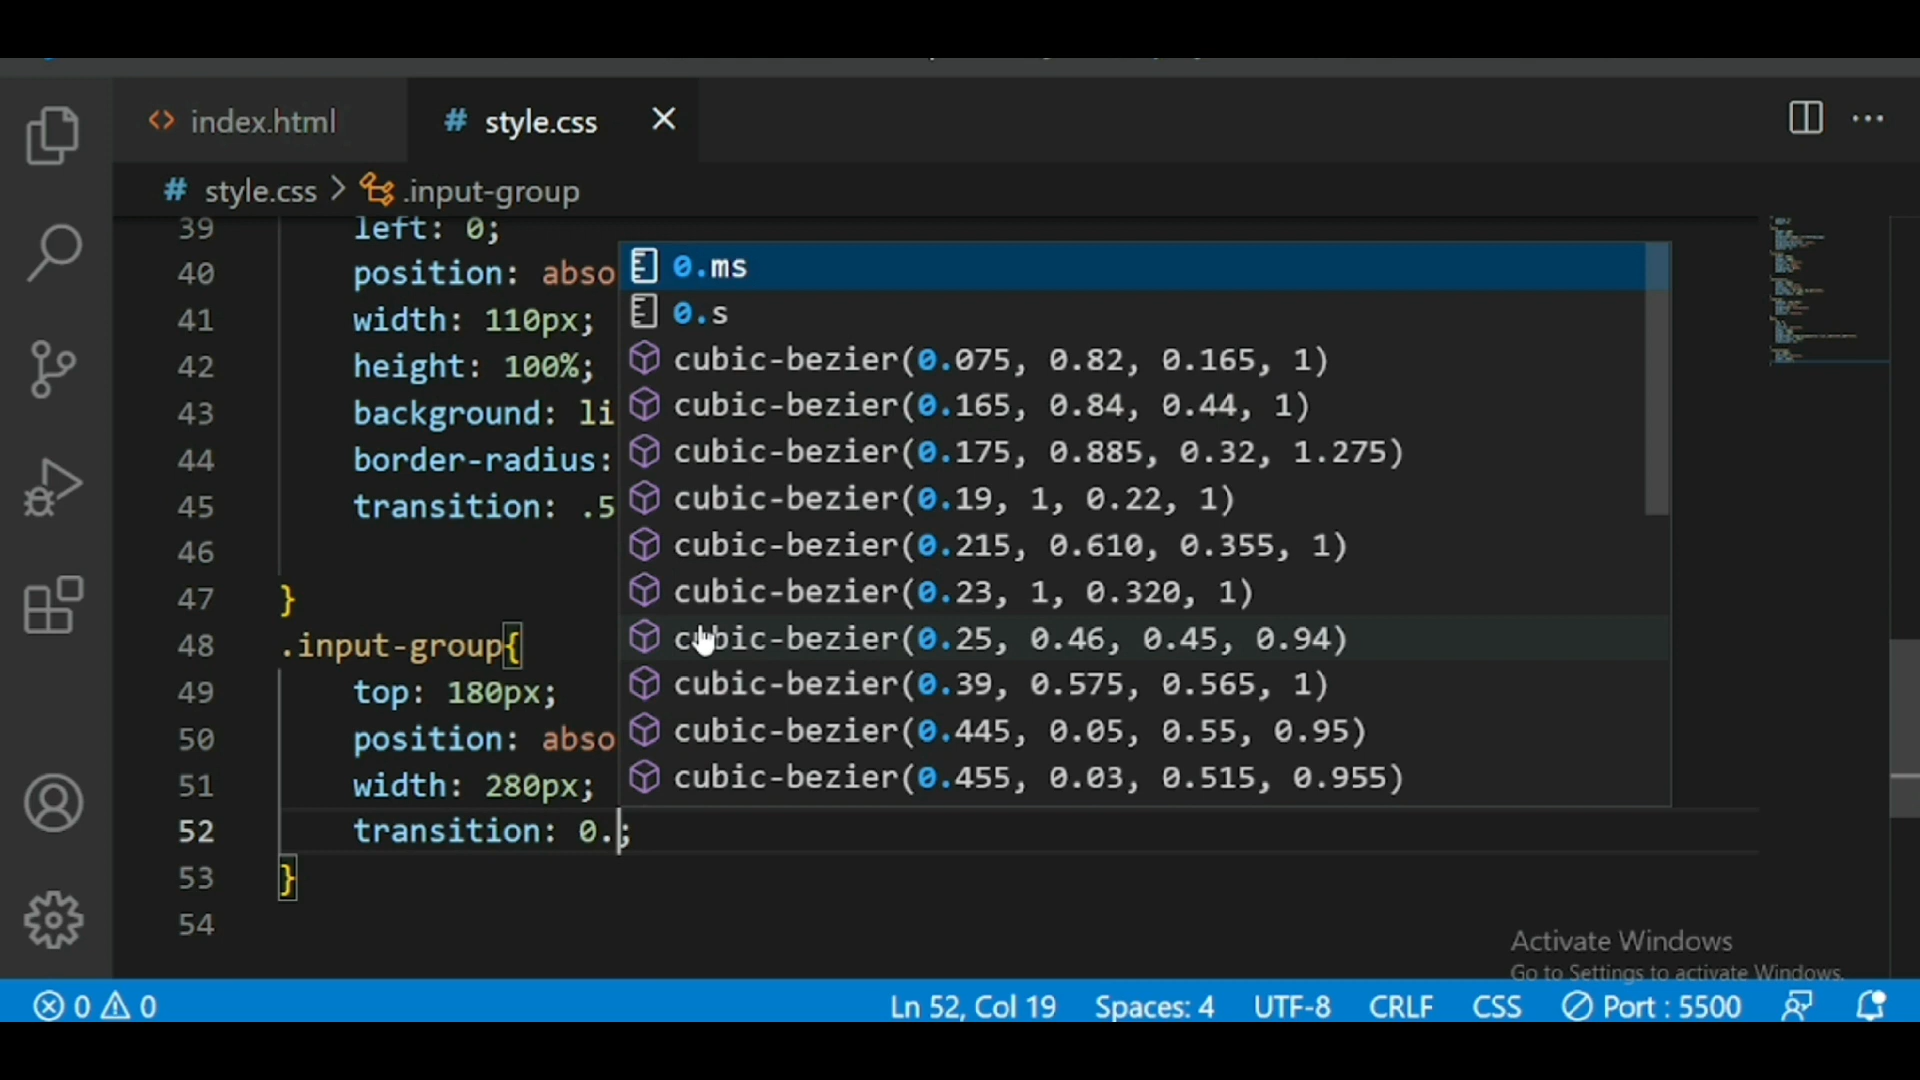 index.html
# style.css
# style.css > .input-group
39 left: 0;
40 position: abso
41 width: 110px;
42 height: 100%;
43 background: li
44 border-radius:
45 transition: .5
46
47 }
48 .input-group{
49 top: 180px;
50 position: abso
51 width: 280px;
52 transition: 0.;
53 }
54
0.ms
0.s
cubic-bezier(0.075, 0.82, 0.165, 1)
cubic-bezier(0.165, 0.84, 0.44, 1)
cubic-bezier(0.175, 0.885, 0.32, 1.275)
cubic-bezier(0.19, 1, 0.22, 1)
cubic-bezier(0.215, 0.610, 0.355, 1)
cubic-bezier(0.23, 1, 0.320, 1)
cubic-bezier(0.25, 0.46, 0.45, 0.94)
cubic-bezier(0.39, 0.575, 0.565, 1)
cubic-bezier(0.445, 0.05, 0.55, 0.95)
cubic-bezier(0.455, 0.03, 0.515, 0.955)
Activate Windows
Go to Settings to activate Windows.
0 0 Ln 52, Col 19 Spaces: 4 UTF-8 CRLF CSS Port : 5500